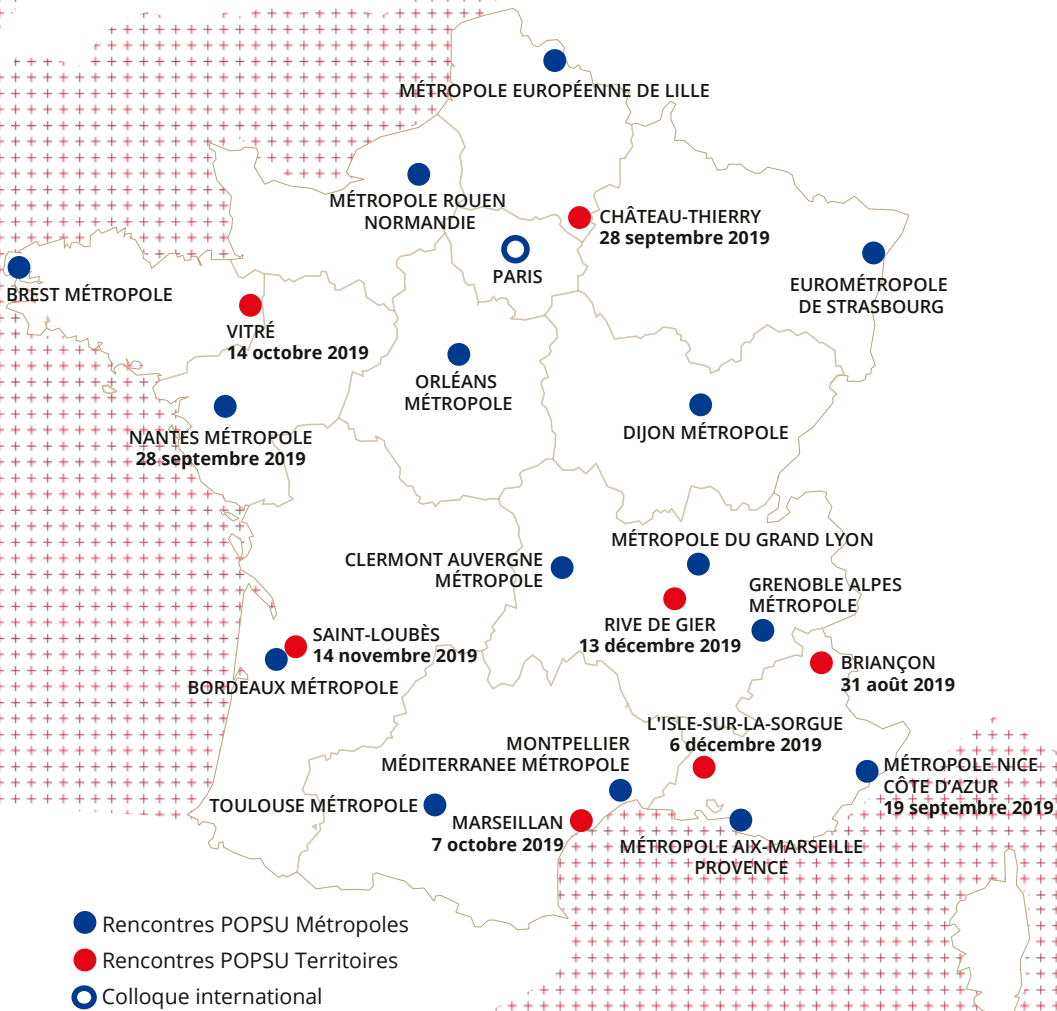 MÉTROPOLE EUROPÉENNE DE LILLE
MÉTROPOLE ROUEN
NORMANDIE
CHÂTEAU-THIERRY
28 septembre 2019
PARIS
EUROMÉTROPOLE
DE STRASBOURG
BREST MÉTROPOLE
VITRÉ
14 octobre 2019
ORLÉANS
MÉTROPOLE
NANTES MÉTROPOLE
28 septembre 2019
DIJON MÉTROPOLE
MÉTROPOLE DU GRAND LYON
CLERMONT AUVERGNE
MÉTROPOLE
GRENOBLE ALPES
MÉTROPOLE
RIVE DE GIER
13 décembre 2019
SAINT-LOUBÈS
14 novembre 2019
BORDEAUX MÉTROPOLE
BRIANÇON
31 août 2019
L'ISLE-SUR-LA-SORGUE
6 décembre 2019
MONTPELLIER
MÉDITERRANEE MÉTROPOLE
MÉTROPOLE NICE
CÔTE D'AZUR
19 septembre 2019
TOULOUSE MÉTROPOLE
MARSEILLAN
7 octobre 2019
MÉTROPOLE AIX-MARSEILLE
PROVENCE
Rencontres POPSU Métropoles
Rencontres POPSU Territoires
Colloque international